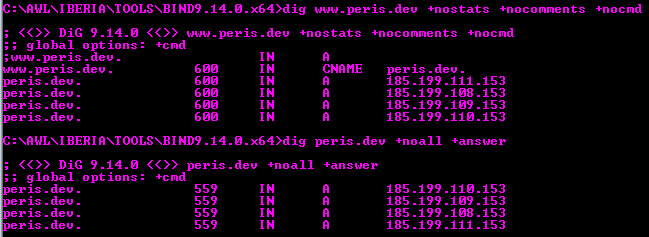 C:\AWL\IBERIA\TOOLS\BIND9.14.0.x64>dig www.peris.dev +nostats +nocomments +nocmd
; <<>> DiG 9.14.0 <<>> www.peris.dev +nostats +nocomments +nocmd
;; global options: +cmd
;www.peris.dev. IN A
www.peris.dev. 600 IN CNAME peris.dev.
peris.dev. 600 IN A 185.199.111.153
peris.dev. 600 IN A 185.199.108.153
peris.dev. 600 IN A 185.199.109.153
peris.dev. 600 IN A 185.199.110.153
C:\AWL\IBERIA\TOOLS\BIND9.14.0.x64>dig peris.dev +noall +answer
; <<>> DiG 9.14.0 <<>> peris.dev +noall +answer
;; global options: +cmd
peris.dev. 559 IN A 185.199.110.153
peris.dev. 559 IN A 185.199.109.153
peris.dev. 559 IN A 185.199.108.153
peris.dev. 559 IN A 185.199.111.153